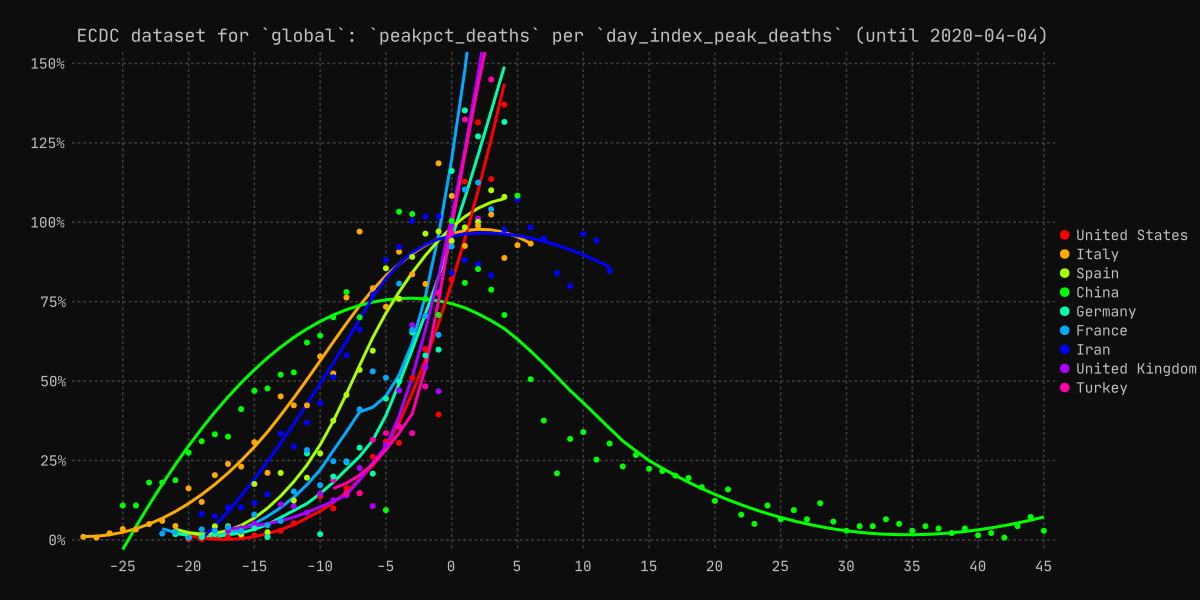 ECDC dataset for `global`: `peakpct_deaths` per `day_index_peak_deaths` (until 2020-04-04)
150%
125%
100%
75%
50%
25%
0%
United States
Italy
Spain
China
Germany
France
Iran
United Kingdom
Turkey
-25 -20 -15 -10 -5 0 5 10 15 20 25 30 35 40 45